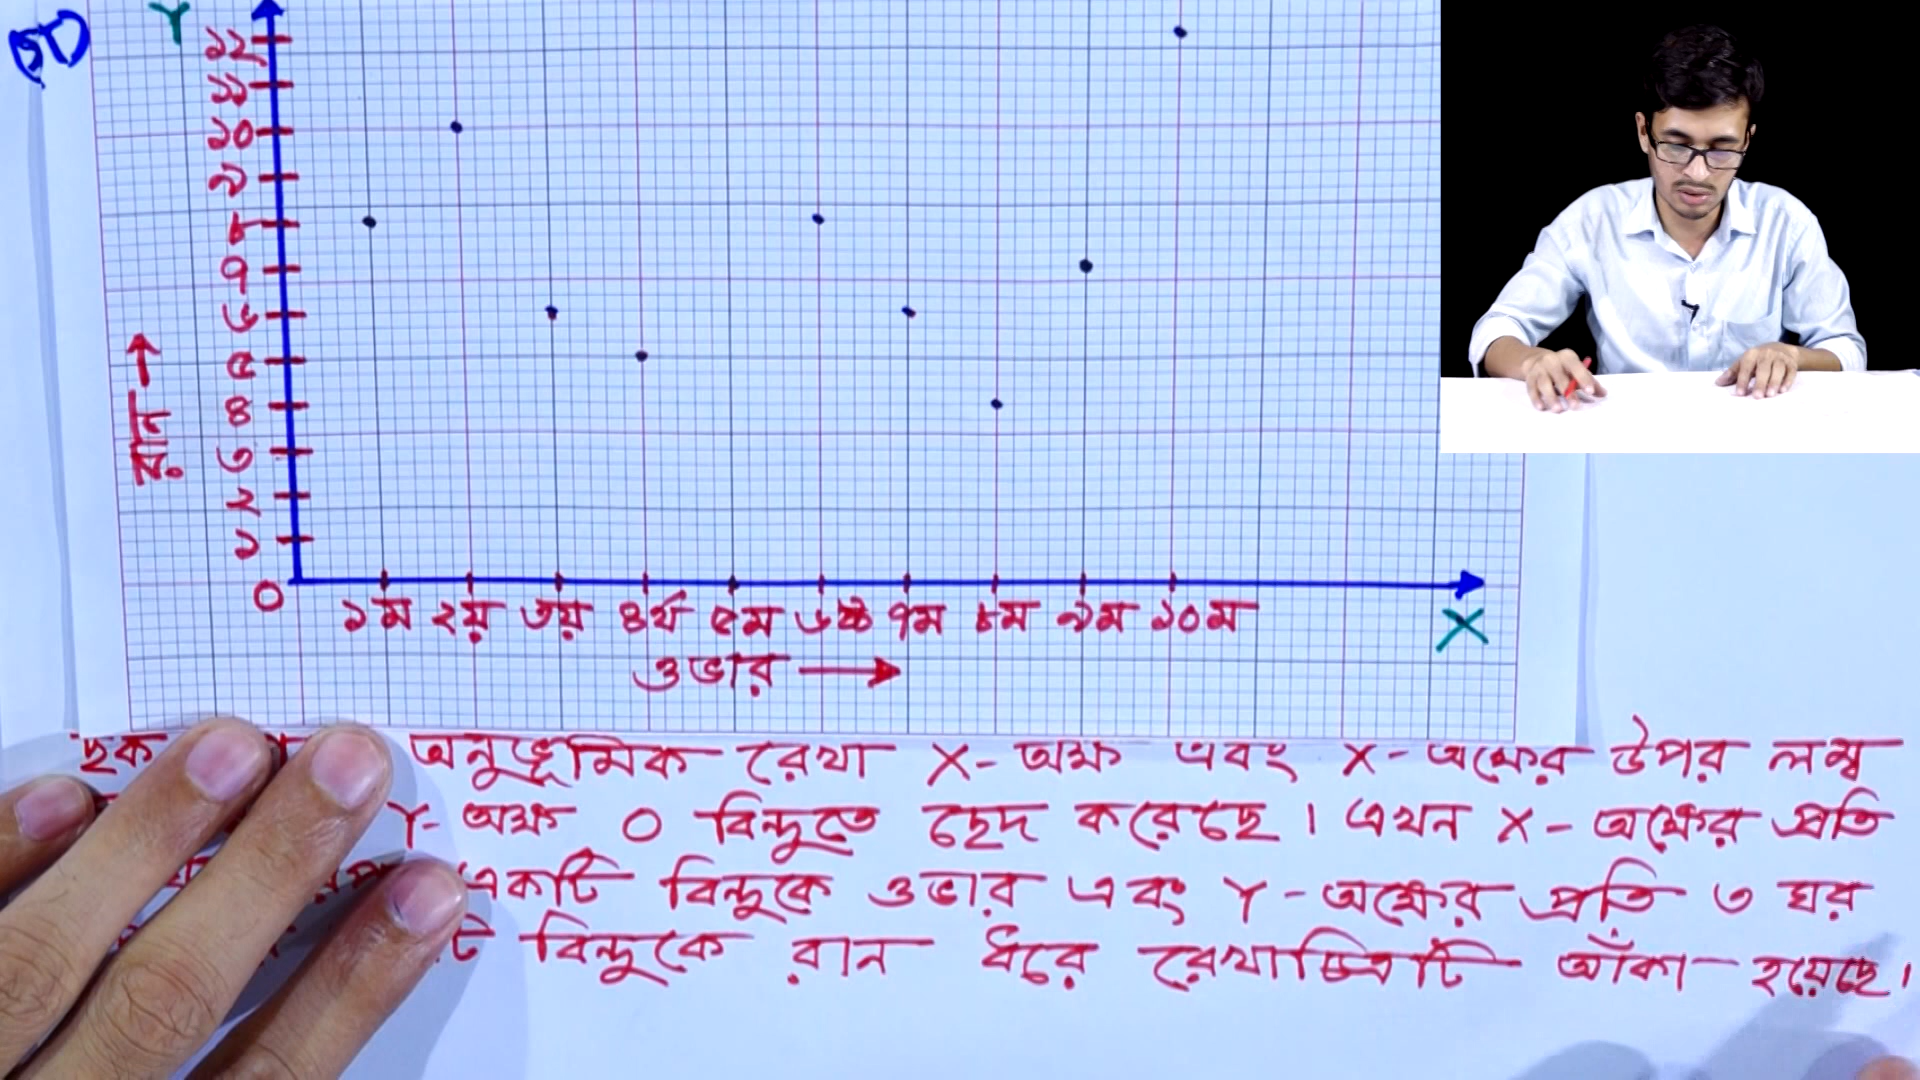 (গ)
Y
১২
১১
১০
৯
৮
৭
৬
৫
৪
৩
২
১
0
রান →
১ম ২য় ৩য় ৪র্থ ৫ম ৬ষ্ঠ ৭ম ৮ম ৯ম ১০ম
X
ওভার →
ছক অনুভূমিক রেখা X-অক্ষ এবং X-অক্ষের উপর লম্ব
Y-অক্ষ O বিন্দুতে ছেদ করেছে। এখন X-অক্ষের প্রতি
একটি বিন্দুকে ওভার এবং Y-অক্ষের প্রতি ৩ ঘর
বিন্দুকে রান ধরে রেখাচিত্রটি আঁকা হয়েছে।